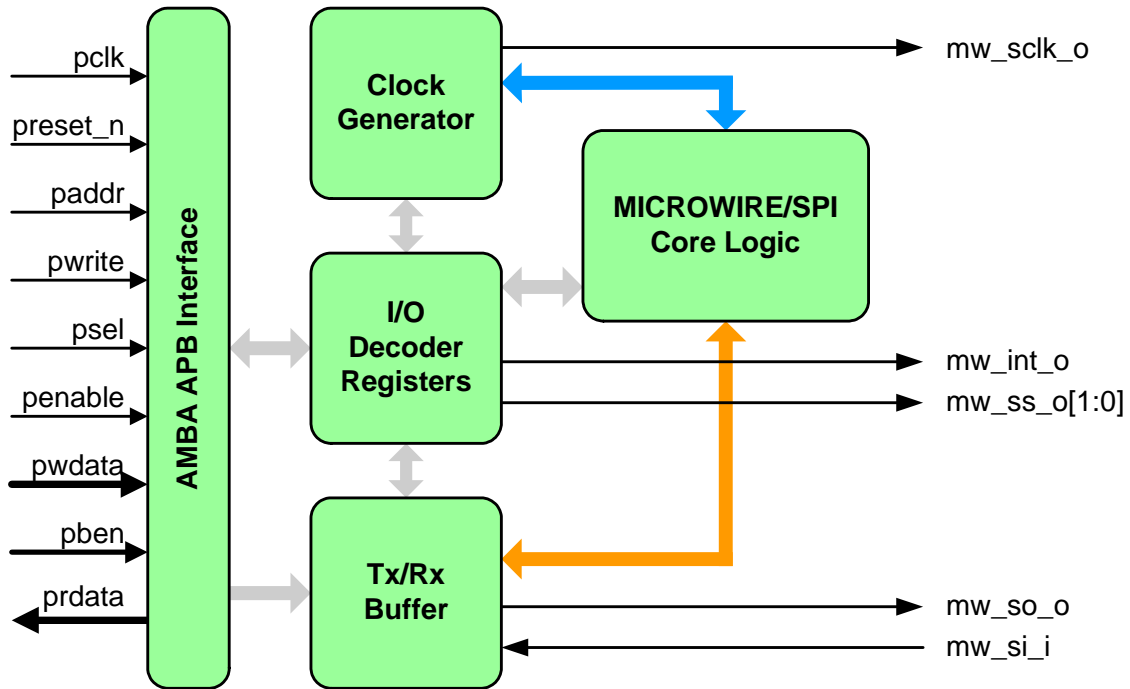 pclk
preset_n
paddr
pwrite
psel
penable
pwdata
pben
prdata
AMBA APB Interface
Clock
Generator
MICROWIRE/SPI
Core Logic
I/O
Decoder
Registers
Tx/Rx
Buffer
mw_sclk_o
mw_int_o
mw_ss_o[1:0]
mw_so_o
mw_si_i